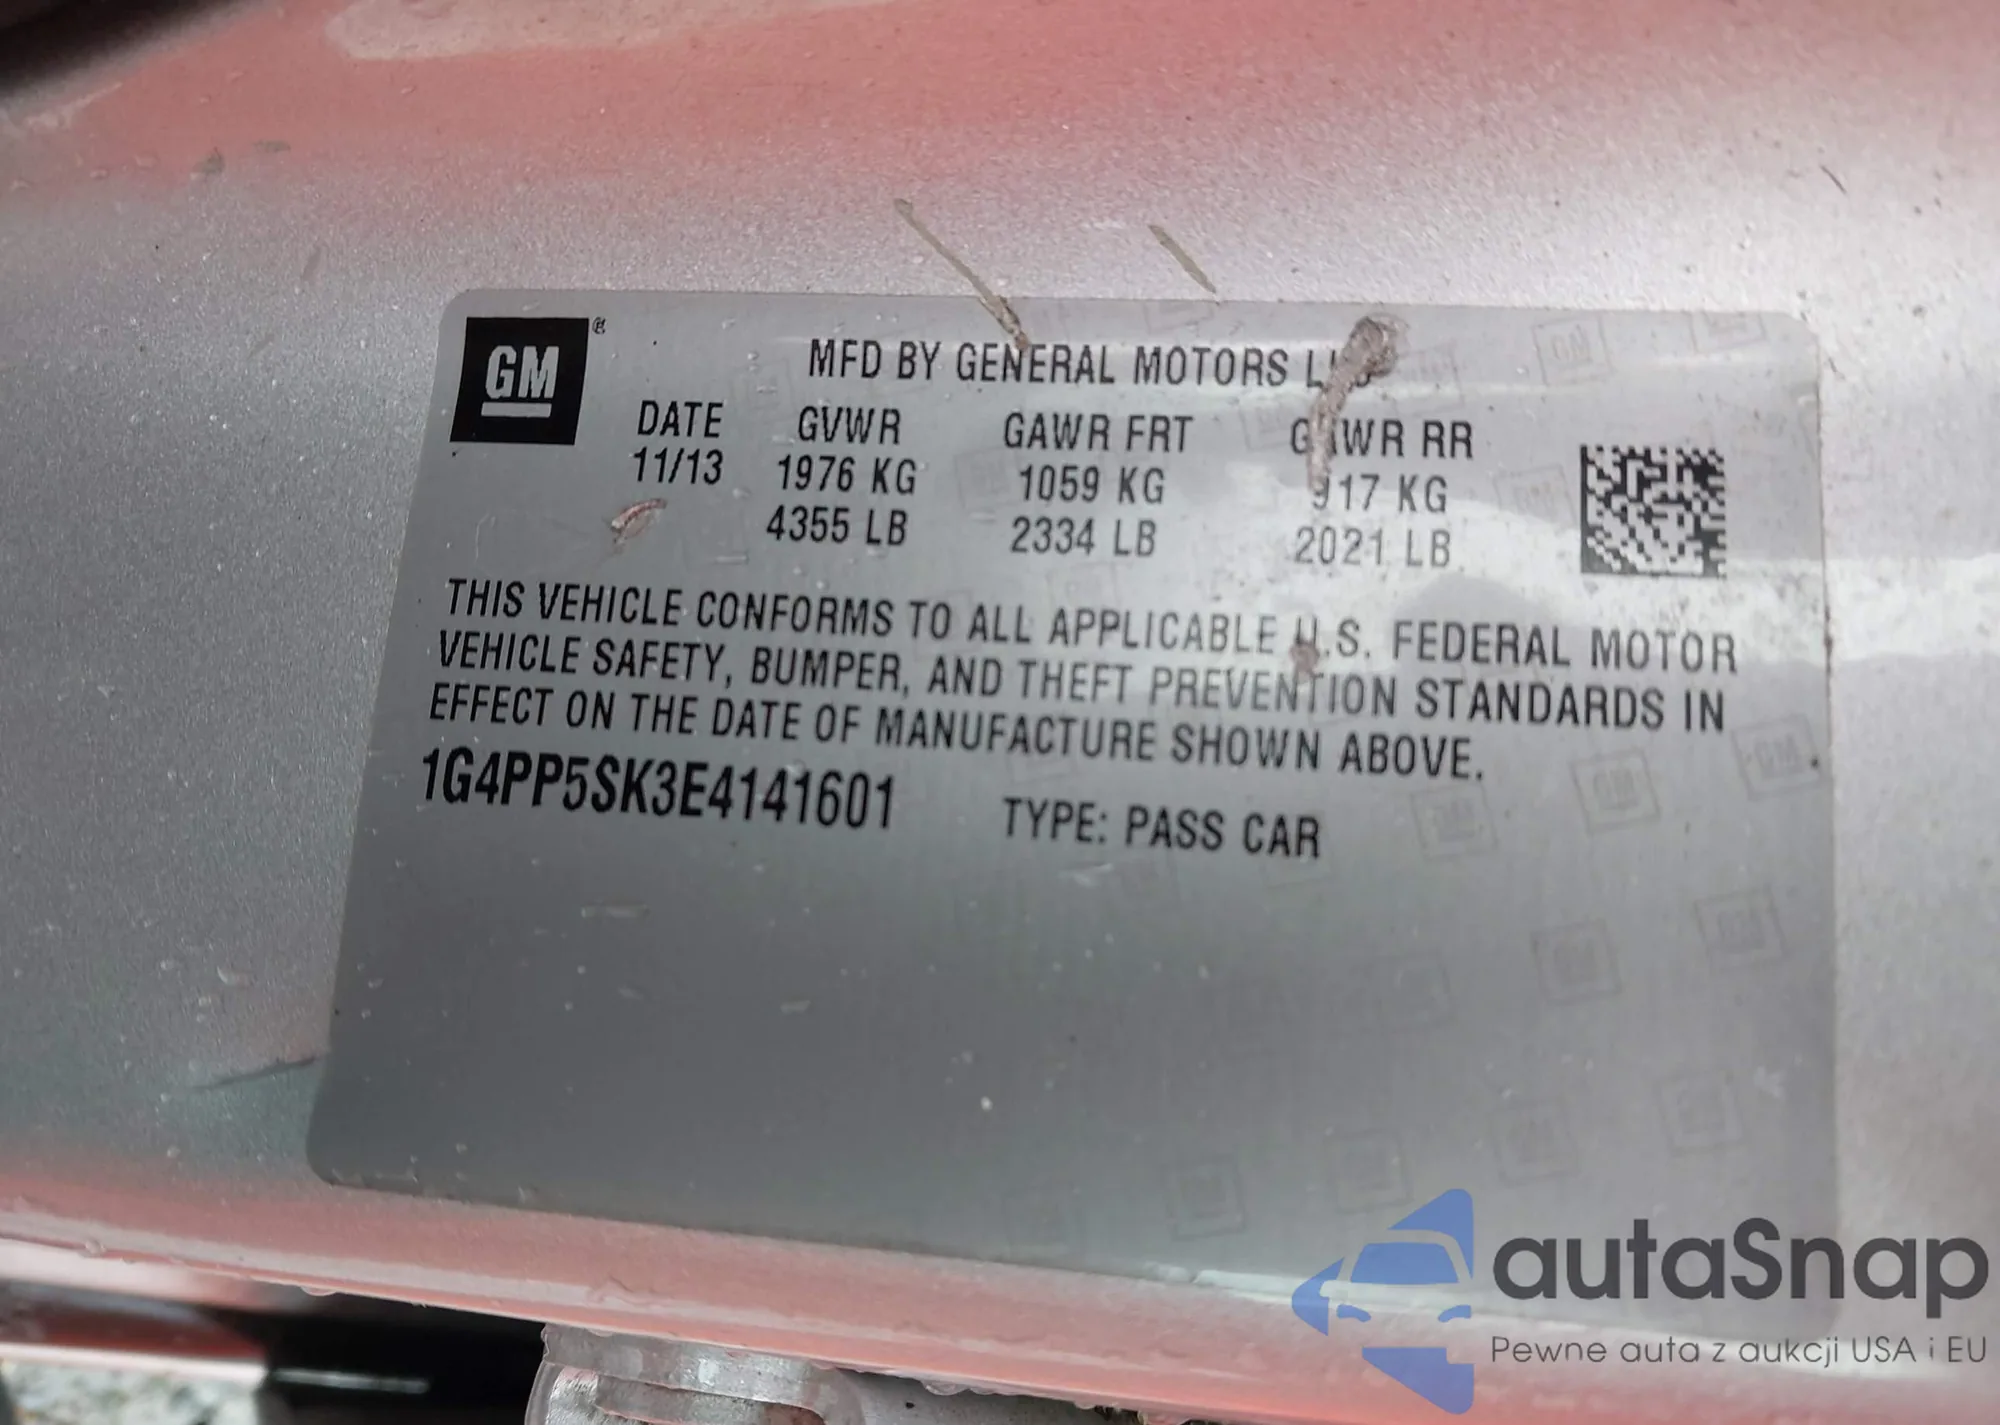 GM ®
MFD BY GENERAL MOTORS
DATE GVWR GAWR FRT GAWR RR
11/13 1976 KG 1059 KG 917 KG
4355 LB 2334 LB 2021 LB
THIS VEHICLE CONFORMS TO ALL APPLICABLE U.S. FEDERAL MOTOR
VEHICLE SAFETY, BUMPER, AND THEFT PREVENTION STANDARDS IN
EFFECT ON THE DATE OF MANUFACTURE SHOWN ABOVE.
1G4PP5SK3E4141601 TYPE: PASS CAR
autaSnap
Pewne auta z aukcji USA i EU